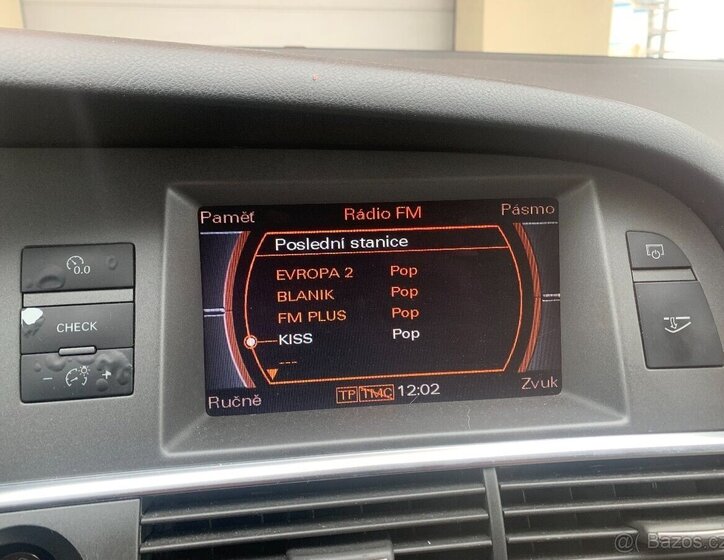 Paměť Rádio FM Pásmo
Poslední stanice
EVROPA 2 Pop
BLANIK Pop
FM PLUS Pop
KISS Pop
---
Ručně TP TMC 12:02 Zvuk
0.0
CHECK
- +
@Bazos.cz